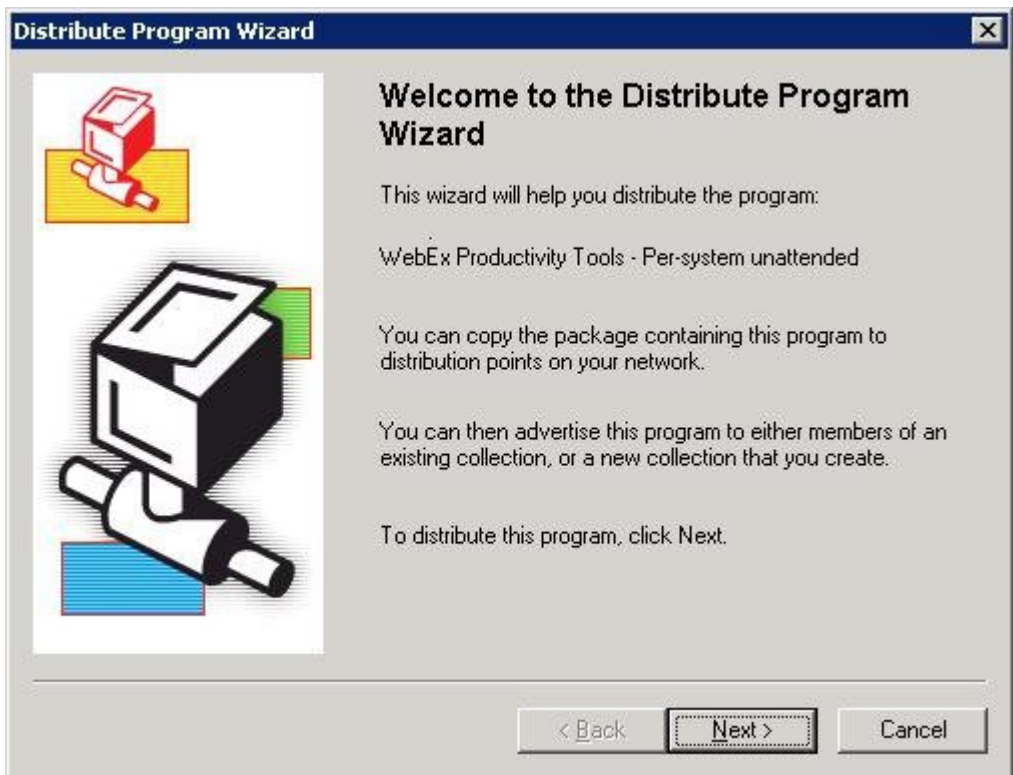 Distribute Program Wizard
Welcome to the Distribute Program
Wizard
This wizard will help you distribute the program:
WebEx Productivity Tools - Per-system unattended
You can copy the package containing this program to
distribution points on your network.
You can then advertise this program to either members of an
existing collection, or a new collection that you create.
To distribute this program, click Next.
< Back
Next >
Cancel